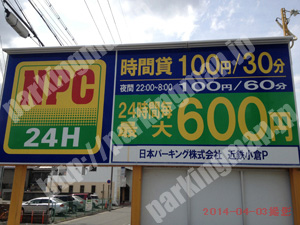 NPC
24H
時間貸 100円/30分
夜間 22:00-8:00 100円/60分
24時間毎
最大 600円
日本パーキング株式会社 近鉄小倉P
2014-04-03撮影